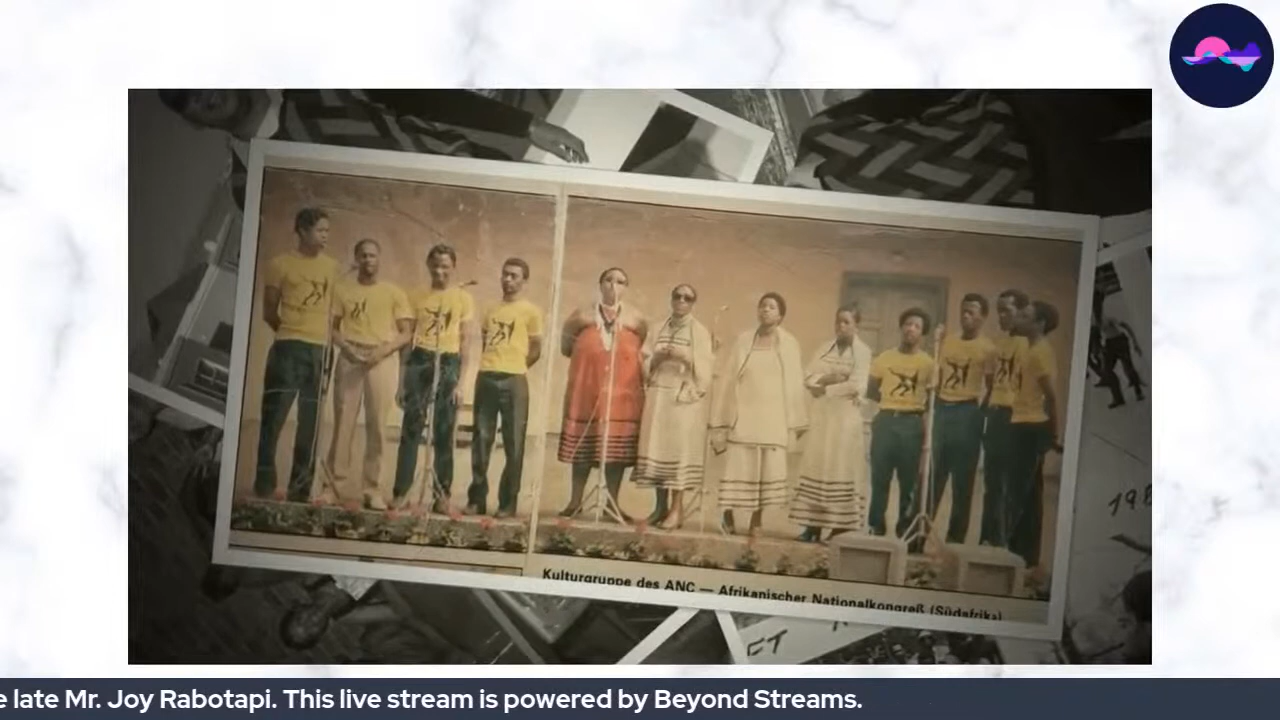 Kulturgruppe des ANC — Afrikanischer Nationalkongreß (Südafrika)
late Mr. Joy Rabotapi. This live stream is powered by Beyond Streams.